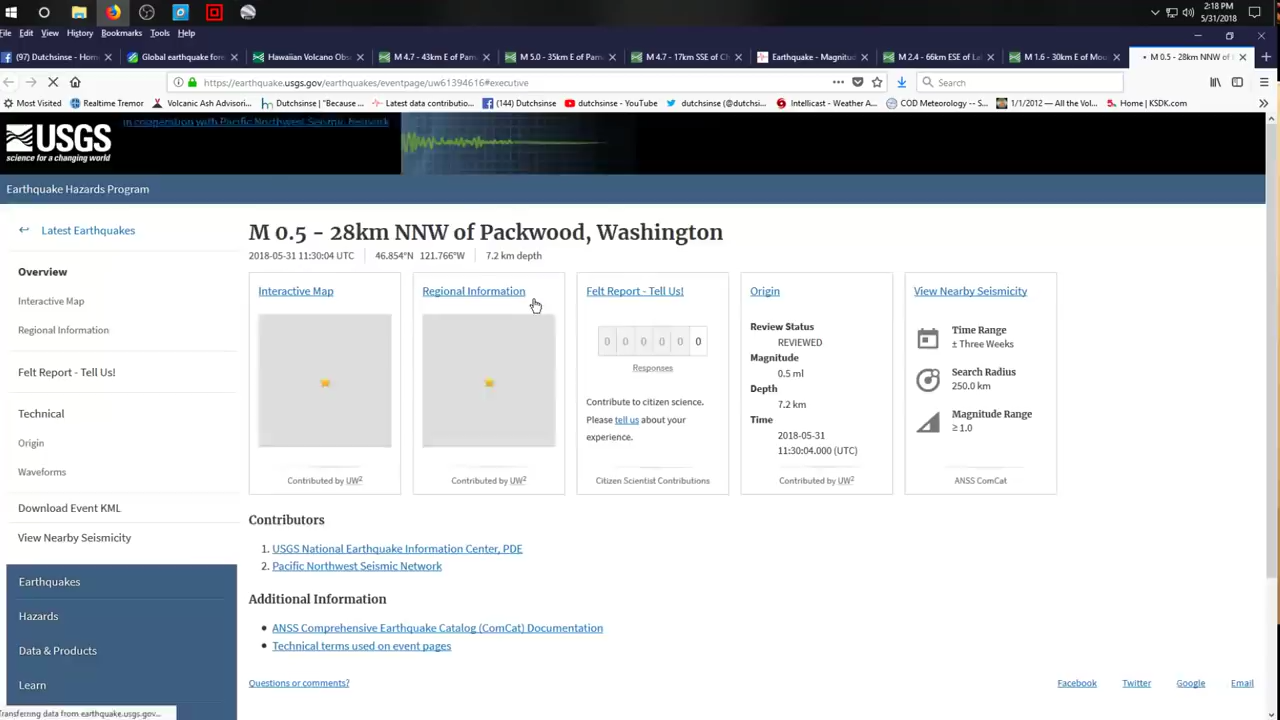 2:18 PM
5/31/2018
File Edit View History Bookmarks Tools Help
(97) Dutchsinse - Home
Global earthquake fore
Hawaiian Volcano Obs
M 4.7 - 43km E of Pam
M 5.0 - 35km E of Pam
M 4.7 - 17km SSE of Ch
Earthquake - Magnitud
M 2.4 - 66km ESE of Lak
M 1.6 - 30km E of Mou
M 0.5 - 28km NNW of
https://earthquake.usgs.gov/earthquakes/eventpage/uw61394616#executive
Search
Most Visited
Realtime Tremor
Volcanic Ash Advisori...
Dutchsinse | "Because ...
Latest data contributio...
(144) Dutchsinse
dutchsinse - YouTube
dutchsinse (@dutchsi...
Intellicast - Weather A...
COD Meteorology -- S...
1/1/2012 — All the Vol...
Home | KSDK.com
USGS
science for a changing world
in cooperation with Pacific Northwest Seismic Network
Earthquake Hazards Program
Latest Earthquakes
Overview
Interactive Map
Regional Information
Felt Report - Tell Us!
Technical
Origin
Waveforms
Download Event KML
View Nearby Seismicity
Earthquakes
Hazards
Data & Products
Learn
M 0.5 - 28km NNW of Packwood, Washington
2018-05-31 11:30:04 UTC 46.854°N 121.766°W 7.2 km depth
Interactive Map
Contributed by UW2
Regional Information
Contributed by UW2
Felt Report - Tell Us!
0 0 0 0 0 0
Responses
Contribute to citizen science.
Please tell us about your
experience.
Citizen Scientist Contributions
Origin
Review Status
REVIEWED
Magnitude
0.5 ml
Depth
7.2 km
Time
2018-05-31
11:30:04.000 (UTC)
Contributed by UW2
View Nearby Seismicity
Time Range
± Three Weeks
Search Radius
250.0 km
Magnitude Range
≥ 1.0
ANSS ComCat
Contributors
1. USGS National Earthquake Information Center, PDE
2. Pacific Northwest Seismic Network
Additional Information
ANSS Comprehensive Earthquake Catalog (ComCat) Documentation
Technical terms used on event pages
Questions or comments?
Facebook Twitter Google Email
Transferring data from earthquake.usgs.gov...